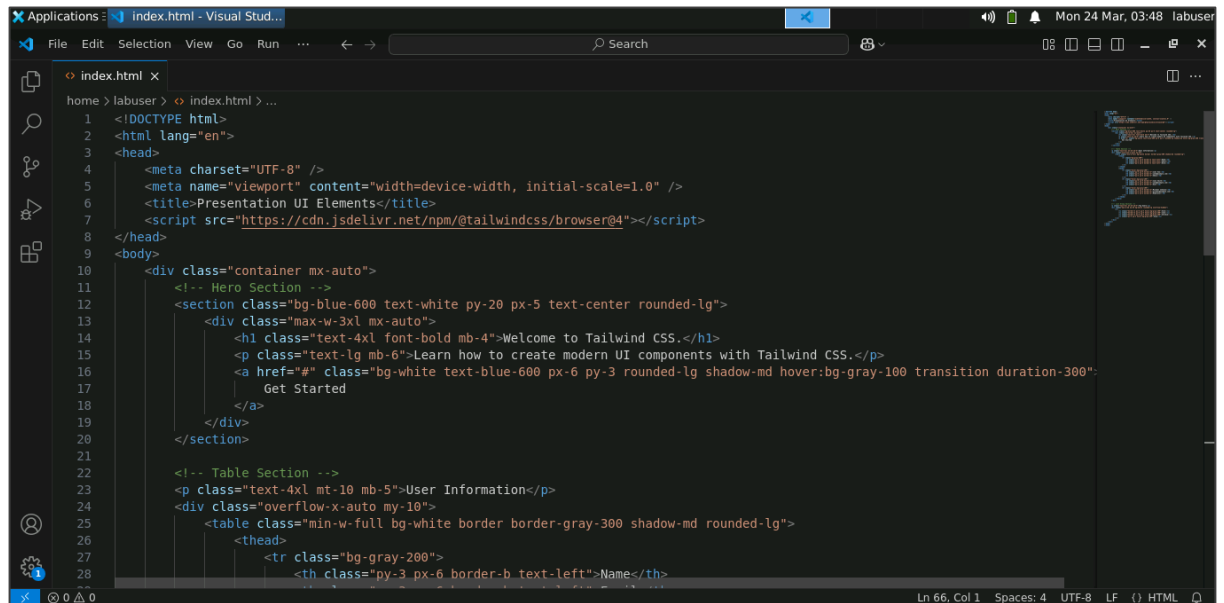 Applications index.html - Visual Stud... Mon 24 Mar, 03:48 labuser
File Edit Selection View Go Run ··· ← → Search
<> index.html × ···
home > labuser > <> index.html > ...
1 <!DOCTYPE html>
2 <html lang="en">
3 <head>
4 <meta charset="UTF-8" />
5 <meta name="viewport" content="width=device-width, initial-scale=1.0" />
6 <title>Presentation UI Elements</title>
7 <script src="https://cdn.jsdelivr.net/npm/@tailwindcss/browser@4"></script>
8 </head>
9 <body>
10 <div class="container mx-auto">
11 <!-- Hero Section -->
12 <section class="bg-blue-600 text-white py-20 px-5 text-center rounded-lg">
13 <div class="max-w-3xl mx-auto">
14 <h1 class="text-4xl font-bold mb-4">Welcome to Tailwind CSS.</h1>
15 <p class="text-lg mb-6">Learn how to create modern UI components with Tailwind CSS.</p>
16 <a href="#" class="bg-white text-blue-600 px-6 py-3 rounded-lg shadow-md hover:bg-gray-100 transition duration-300">
17 Get Started
18 </a>
19 </div>
20 </section>
21
22 <!-- Table Section -->
23 <p class="text-4xl mt-10 mb-5">User Information</p>
24 <div class="overflow-x-auto my-10">
25 <table class="min-w-full bg-white border border-gray-300 shadow-md rounded-lg">
26 <thead>
27 <tr class="bg-gray-200">
28 <th class="py-3 px-6 border-b text-left">Name</th>
1
0 0 Ln 66, Col 1 Spaces: 4 UTF-8 LF {} HTML